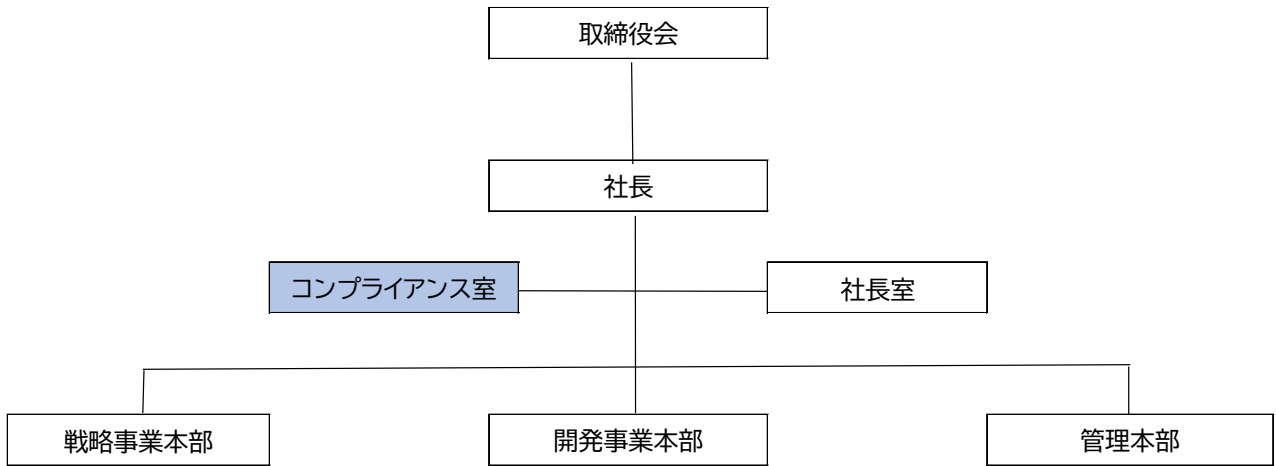 取締役会
社長
コンプライアンス室
社長室
戦略事業本部
開発事業本部
管理本部